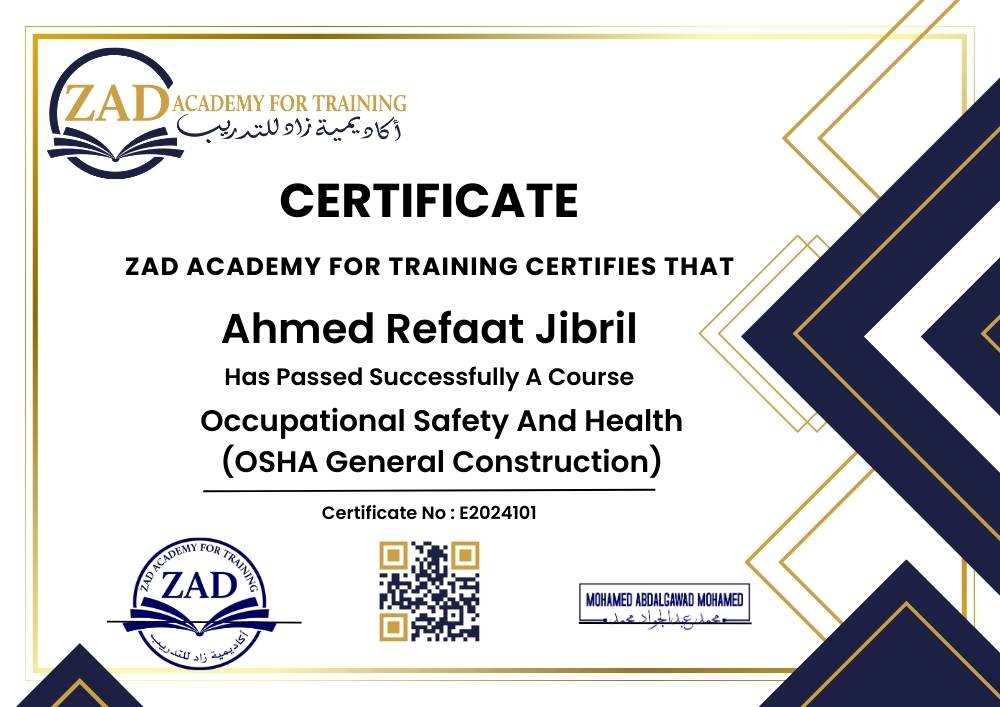 ZAD ACADEMY FOR TRAINING
أكاديمية زاد للتدريب
CERTIFICATE
ZAD ACADEMY FOR TRAINING CERTIFIES THAT
Ahmed Refaat Jibril
Has Passed Successfully A Course
Occupational Safety And Health
(OSHA General Construction)
Certificate No : E2024101
ZAD ACADEMY FOR TRAINING
ZAD
أكاديمية زاد للتدريب
MOHAMED ABDALGAWAD MOHAMED
محمد عبدالجواد محمد